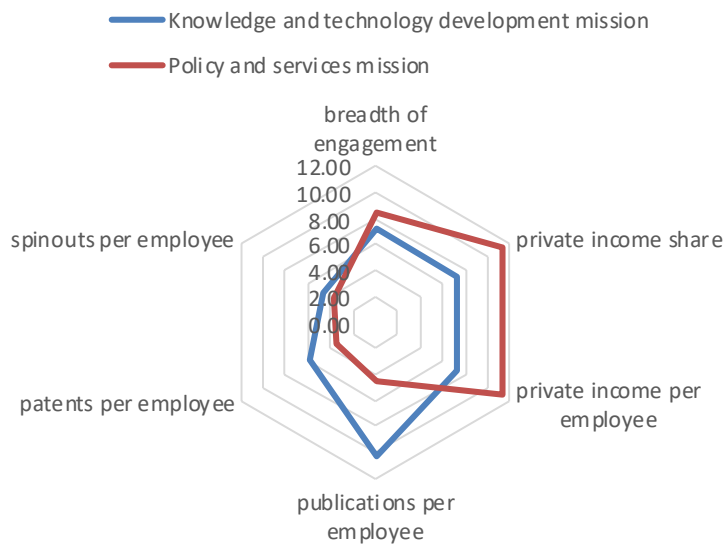 Knowledge and technology development mission
Policy and services mission
breadth of
engagement
12.00
10.00
8.00
6.00
4.00
2.00
0.00
spinouts per employee
private income share
patents per employee
private income per
employee
publications per
employee